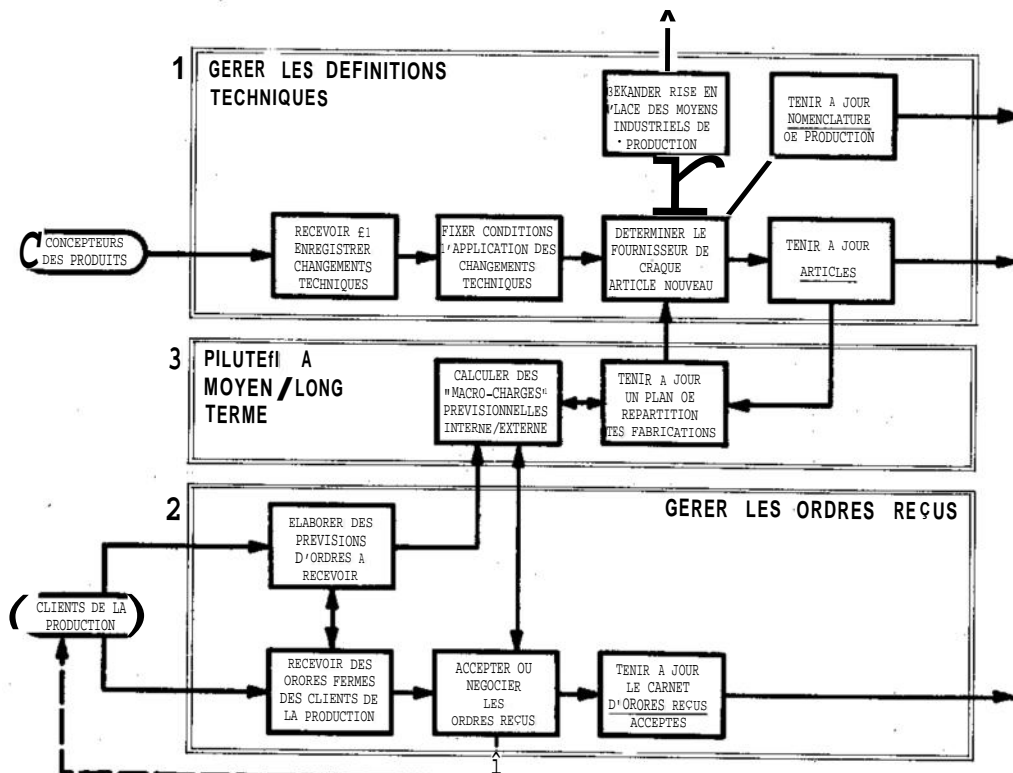 1 GERER LES DEFINITIONS
TECHNIQUES
3EKANDER RISE EN
V'LACE DES MOYENS
INDUSTRIELS DE
• PRODUCTION
TENIR A JOUR
NOMENCLATURE
OE PRODUCTION
C CONCEPTEURS
DES PRODUITS
RECEVOIR £1
ENREGISTRER
CHANGEMENTS
TECHNIQUES
FIXER CONDITIONS
1'APPLICATION DES
CHANGEMENTS
TECHNIQUES
DETERMINER LE
FOURNISSEUR DE
CRAQUE
ARTICLE NOUVEAU
TENIR A JOUR
ARTICLES
3 PILUTEfl A
MOYEN/LONG
TERME
CALCULER DES
"MACRO-CHARGES"
PREVISIONNELLES
INTERNE/EXTERNE
TENIR A JOUR
UN PLAN OE
REPARTITION
TES FABRICATIONS
2 GERER LES ORDRES REÇUS
ELABORER DES
PREVISIONS
D'ORDRES A
RECEVOIR
( CLIENTS DE LA )
PRODUCTION
RECEVOIR DES
ORORES FERMES
DES CLIENTS DE
LA PRODUCTION
ACCEPTER OU
NEGOCIER
LES
ORDRES REÇUS
TENIR A JOUR
LE CARNET
D'ORORES REÇUS
ACCEPTES